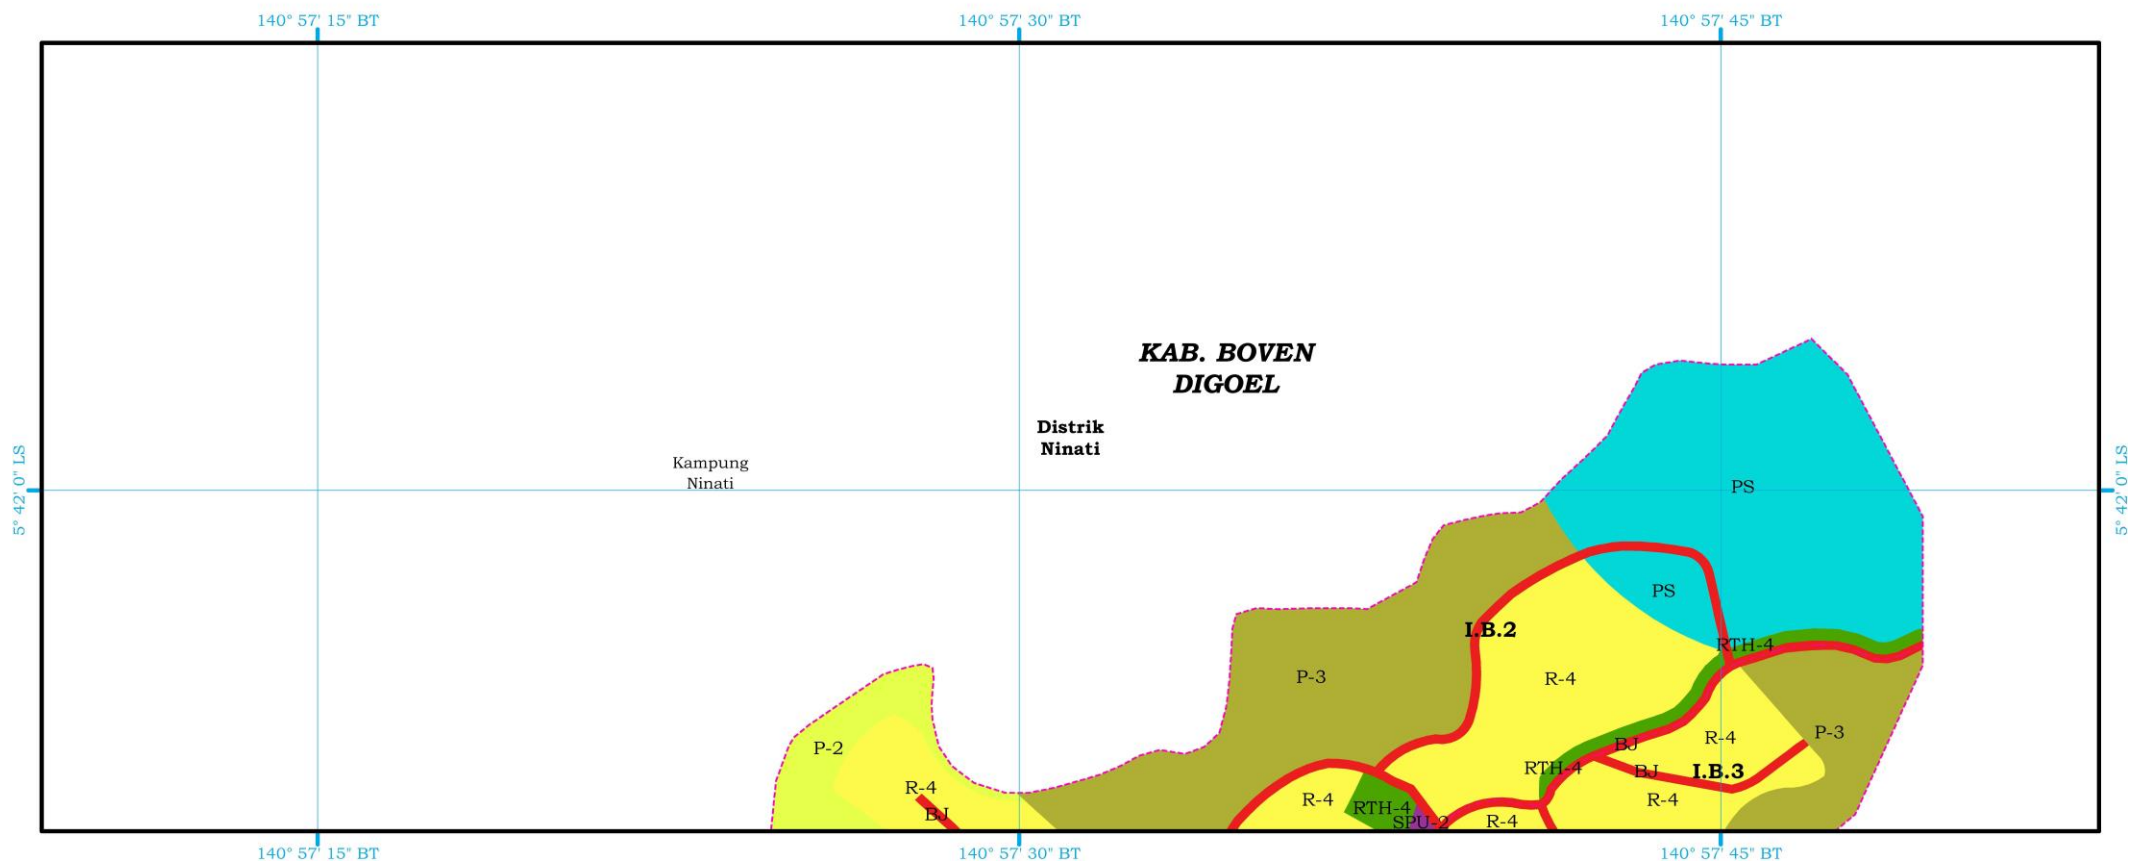 140° 57' 15" BT
140° 57' 30" BT
140° 57' 45" BT
KAB. BOVEN
DIGOEL
Distrik
Ninati
Kampung
Ninati
5° 42' 0" LS
5° 42' 0" LS
PS
PS
I.B.2
RTH-4
P-3
R-4
P-3
R-4
BJ
P-2
RTH-4
BJ
I.B.3
R-4
BJ
R-4
RTH-4
R-4
SPU-2
R-4
140° 57' 15" BT
140° 57' 30" BT
140° 57' 45" BT